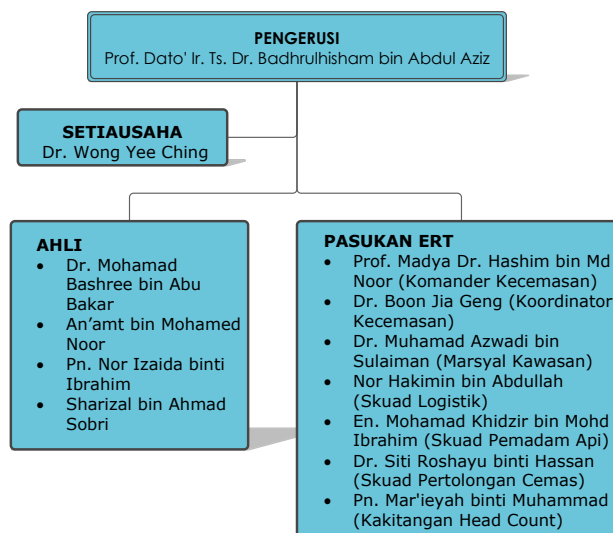 PENGERUSI
Prof. Dato' Ir. Ts. Dr. Badhrulhisham bin Abdul Aziz
SETIAUSAHA
Dr. Wong Yee Ching
AHLI
• Dr. Mohamad
Bashree bin Abu
Bakar
• An'amt bin Mohamed
Noor
• Pn. Nor Izaida binti
Ibrahim
• Sharizal bin Ahmad
Sobri
PASUKAN ERT
• Prof. Madya Dr. Hashim bin Md
Noor (Komander Kecemasan)
• Dr. Boon Jia Geng (Koordinator
Kecemasan)
• Dr. Muhamad Azwadi bin
Sulaiman (Marsyal Kawasan)
• Nor Hakimin bin Abdullah
(Skuad Logistik)
• En. Mohamad Khidzir bin Mohd
Ibrahim (Skuad Pemadam Api)
• Dr. Siti Roshayu binti Hassan
(Skuad Pertolongan Cemas)
• Pn. Mar'ieyah binti Muhammad
(Kakitangan Head Count)